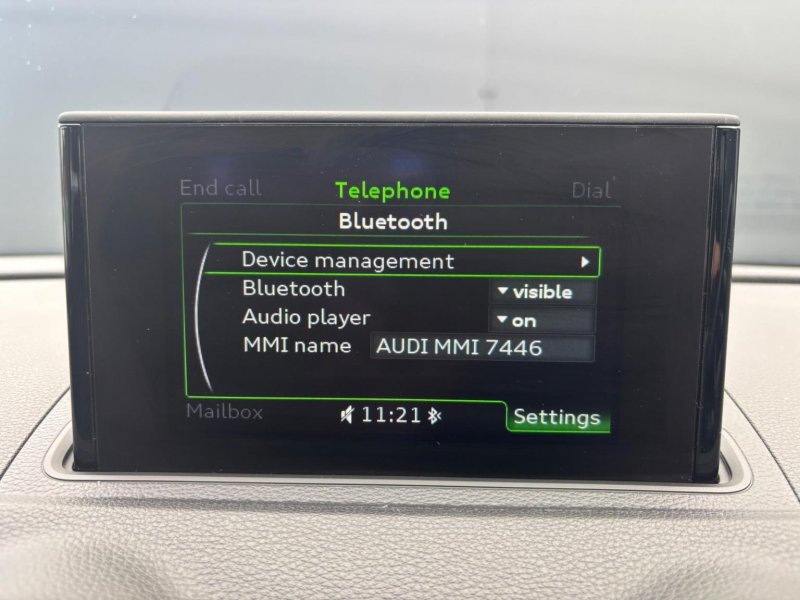 End call Telephone Dial
Bluetooth
Device management
Bluetooth visible
Audio player on
MMI name AUDI MMI 7446
Mailbox 11:21 Settings